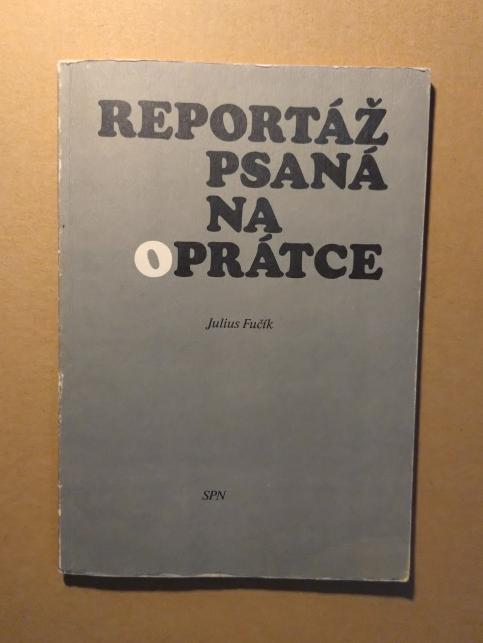 REPORTÁŽ
PSANÁ
NA
OPRÁTCE
Julius Fučík
SPN